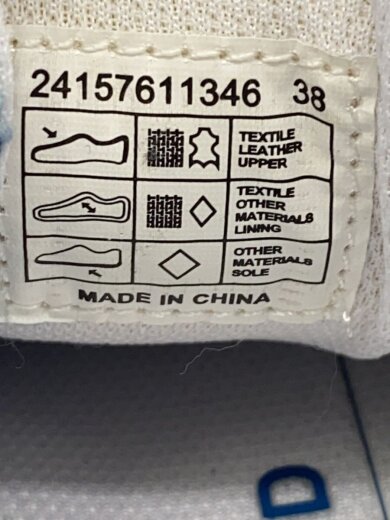 24157611346 38
TEXTILE
LEATHER
UPPER
TEXTILE
OTHER
MATERIALS
LINING
OTHER
MATERIALS
SOLE
MADE IN CHINA
D